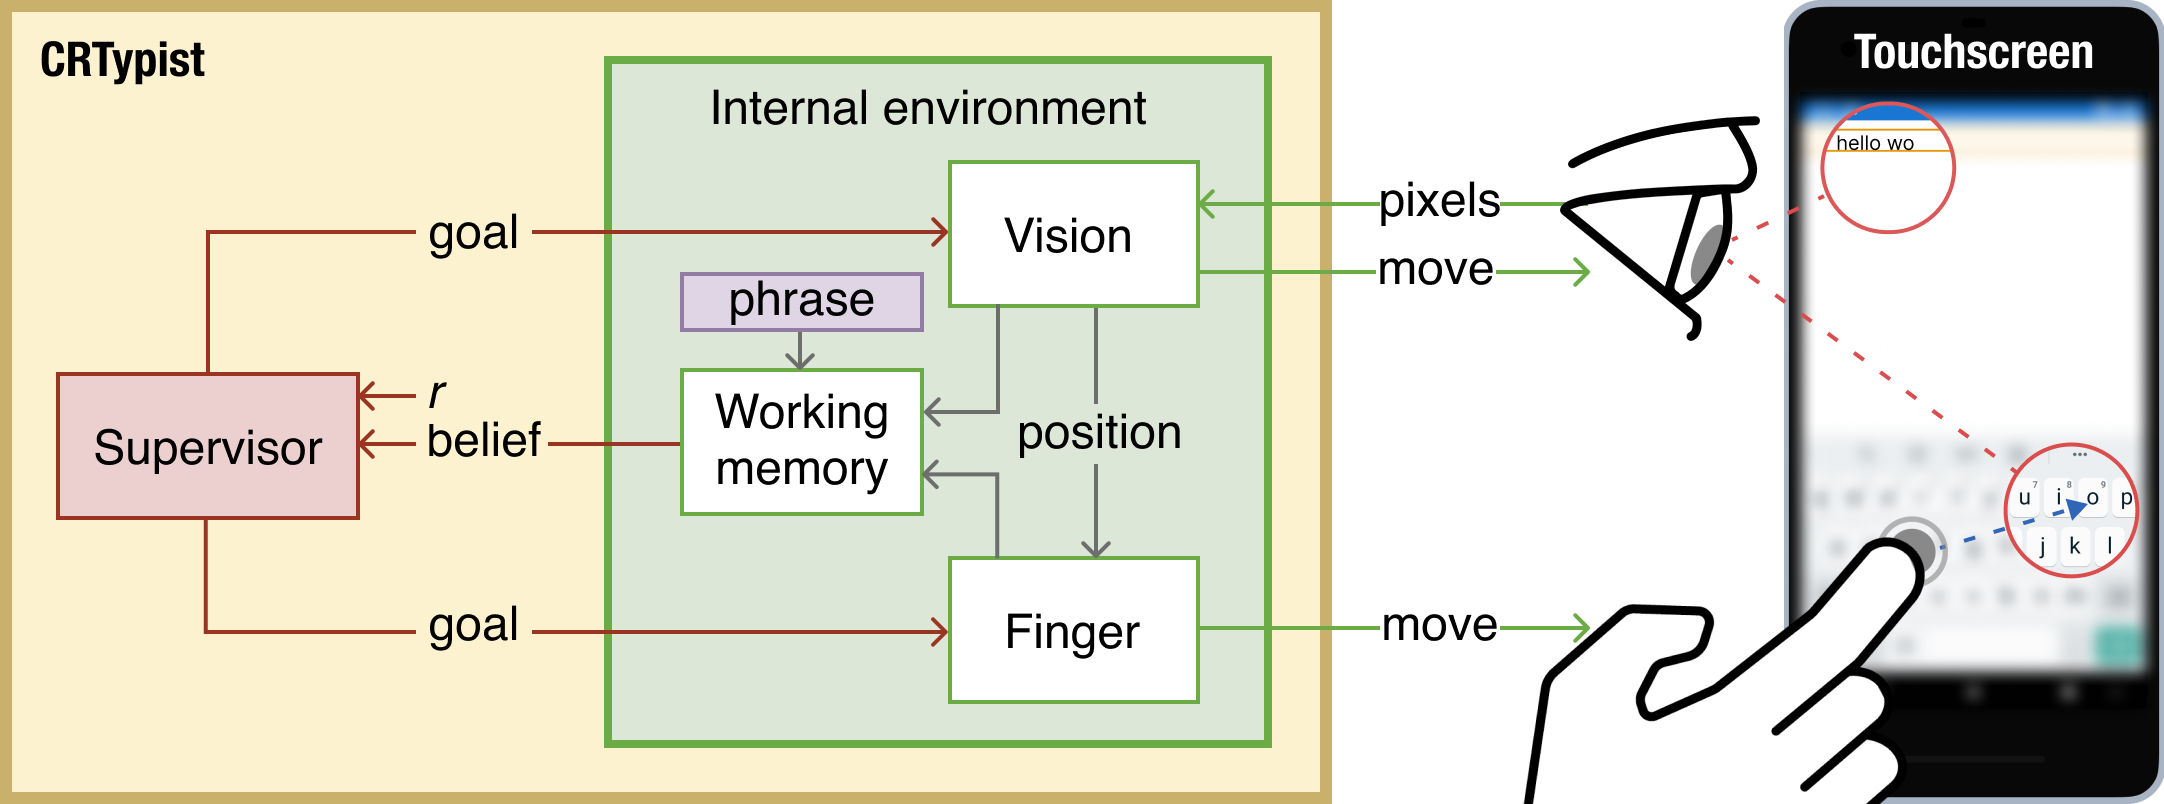 CRTypist
Internal environment
Touchscreen
hello wo
goal
Vision
pixels
move
phrase
r
belief
Supervisor
Working
memory
position
goal
Finger
move
...
7 8 9
u i o p
j k l